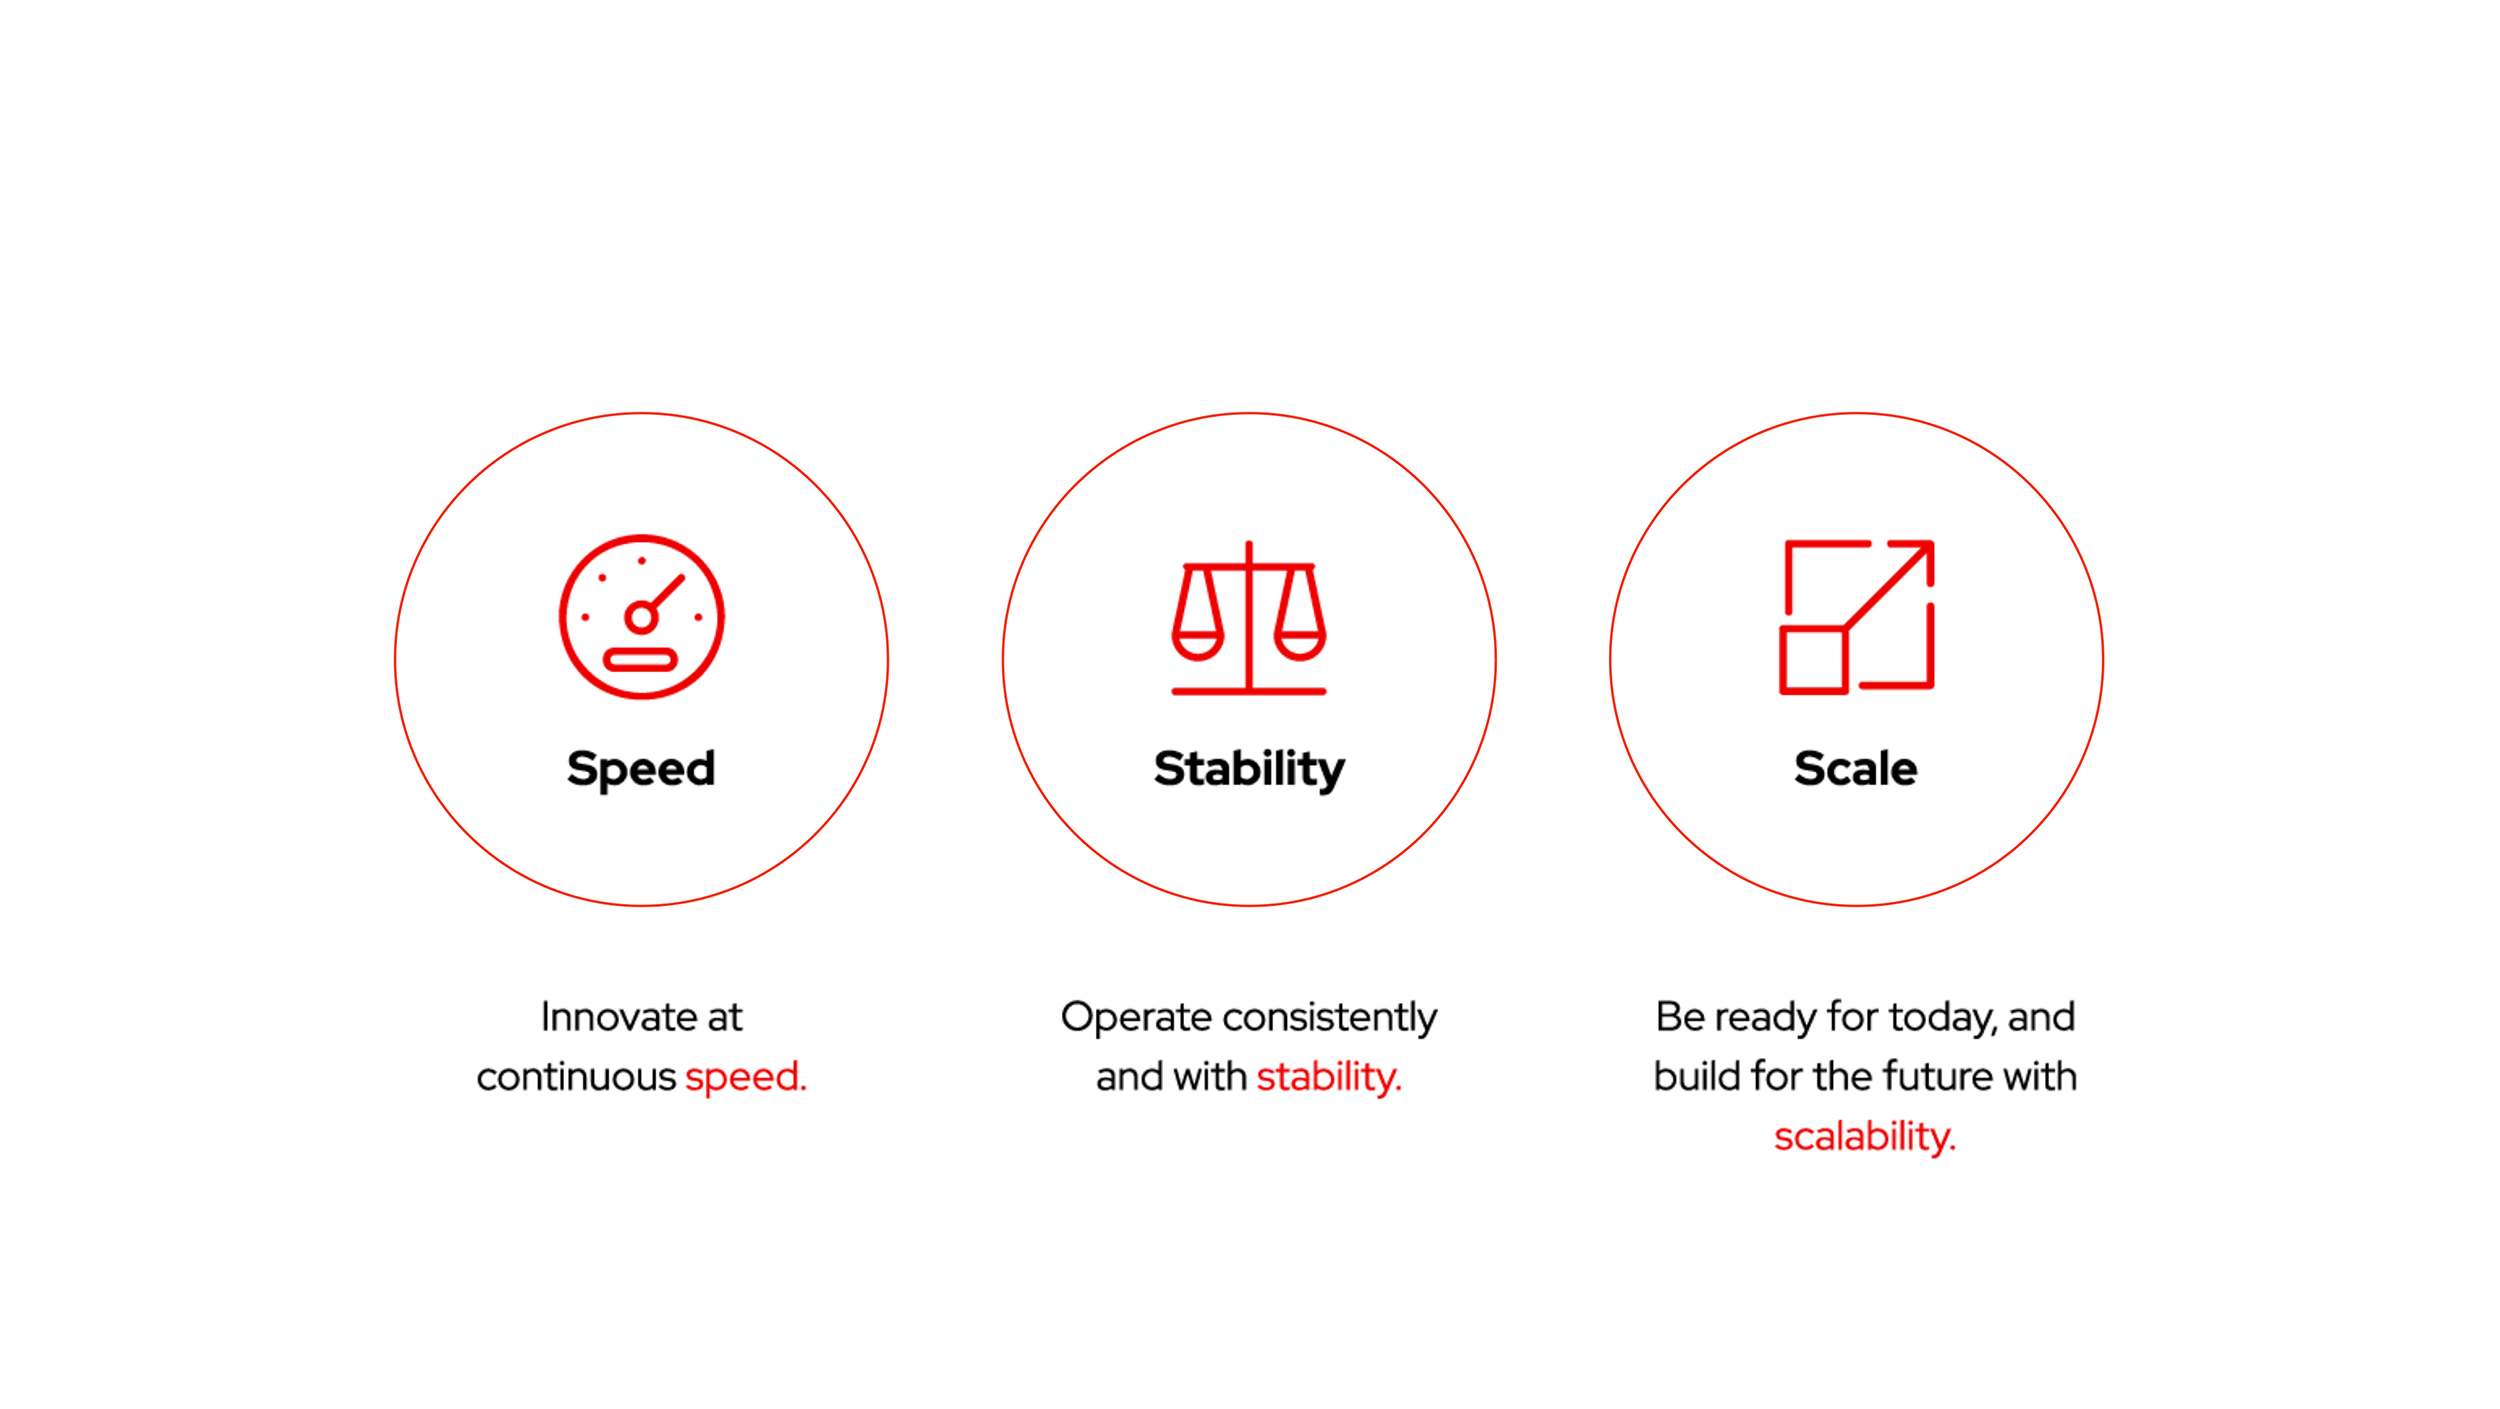 Speed
Innovate at
continuous speed.
Stability
Operate consistently
and with stability.
Scale
Be ready for today, and
build for the future with
scalability.